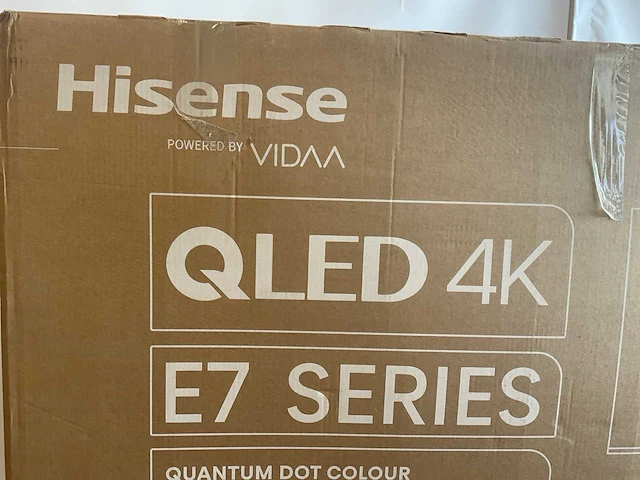 Hisense
POWERED BY VIDAA
QLED 4K
E7 SERIES
QUANTUM DOT COLOUR